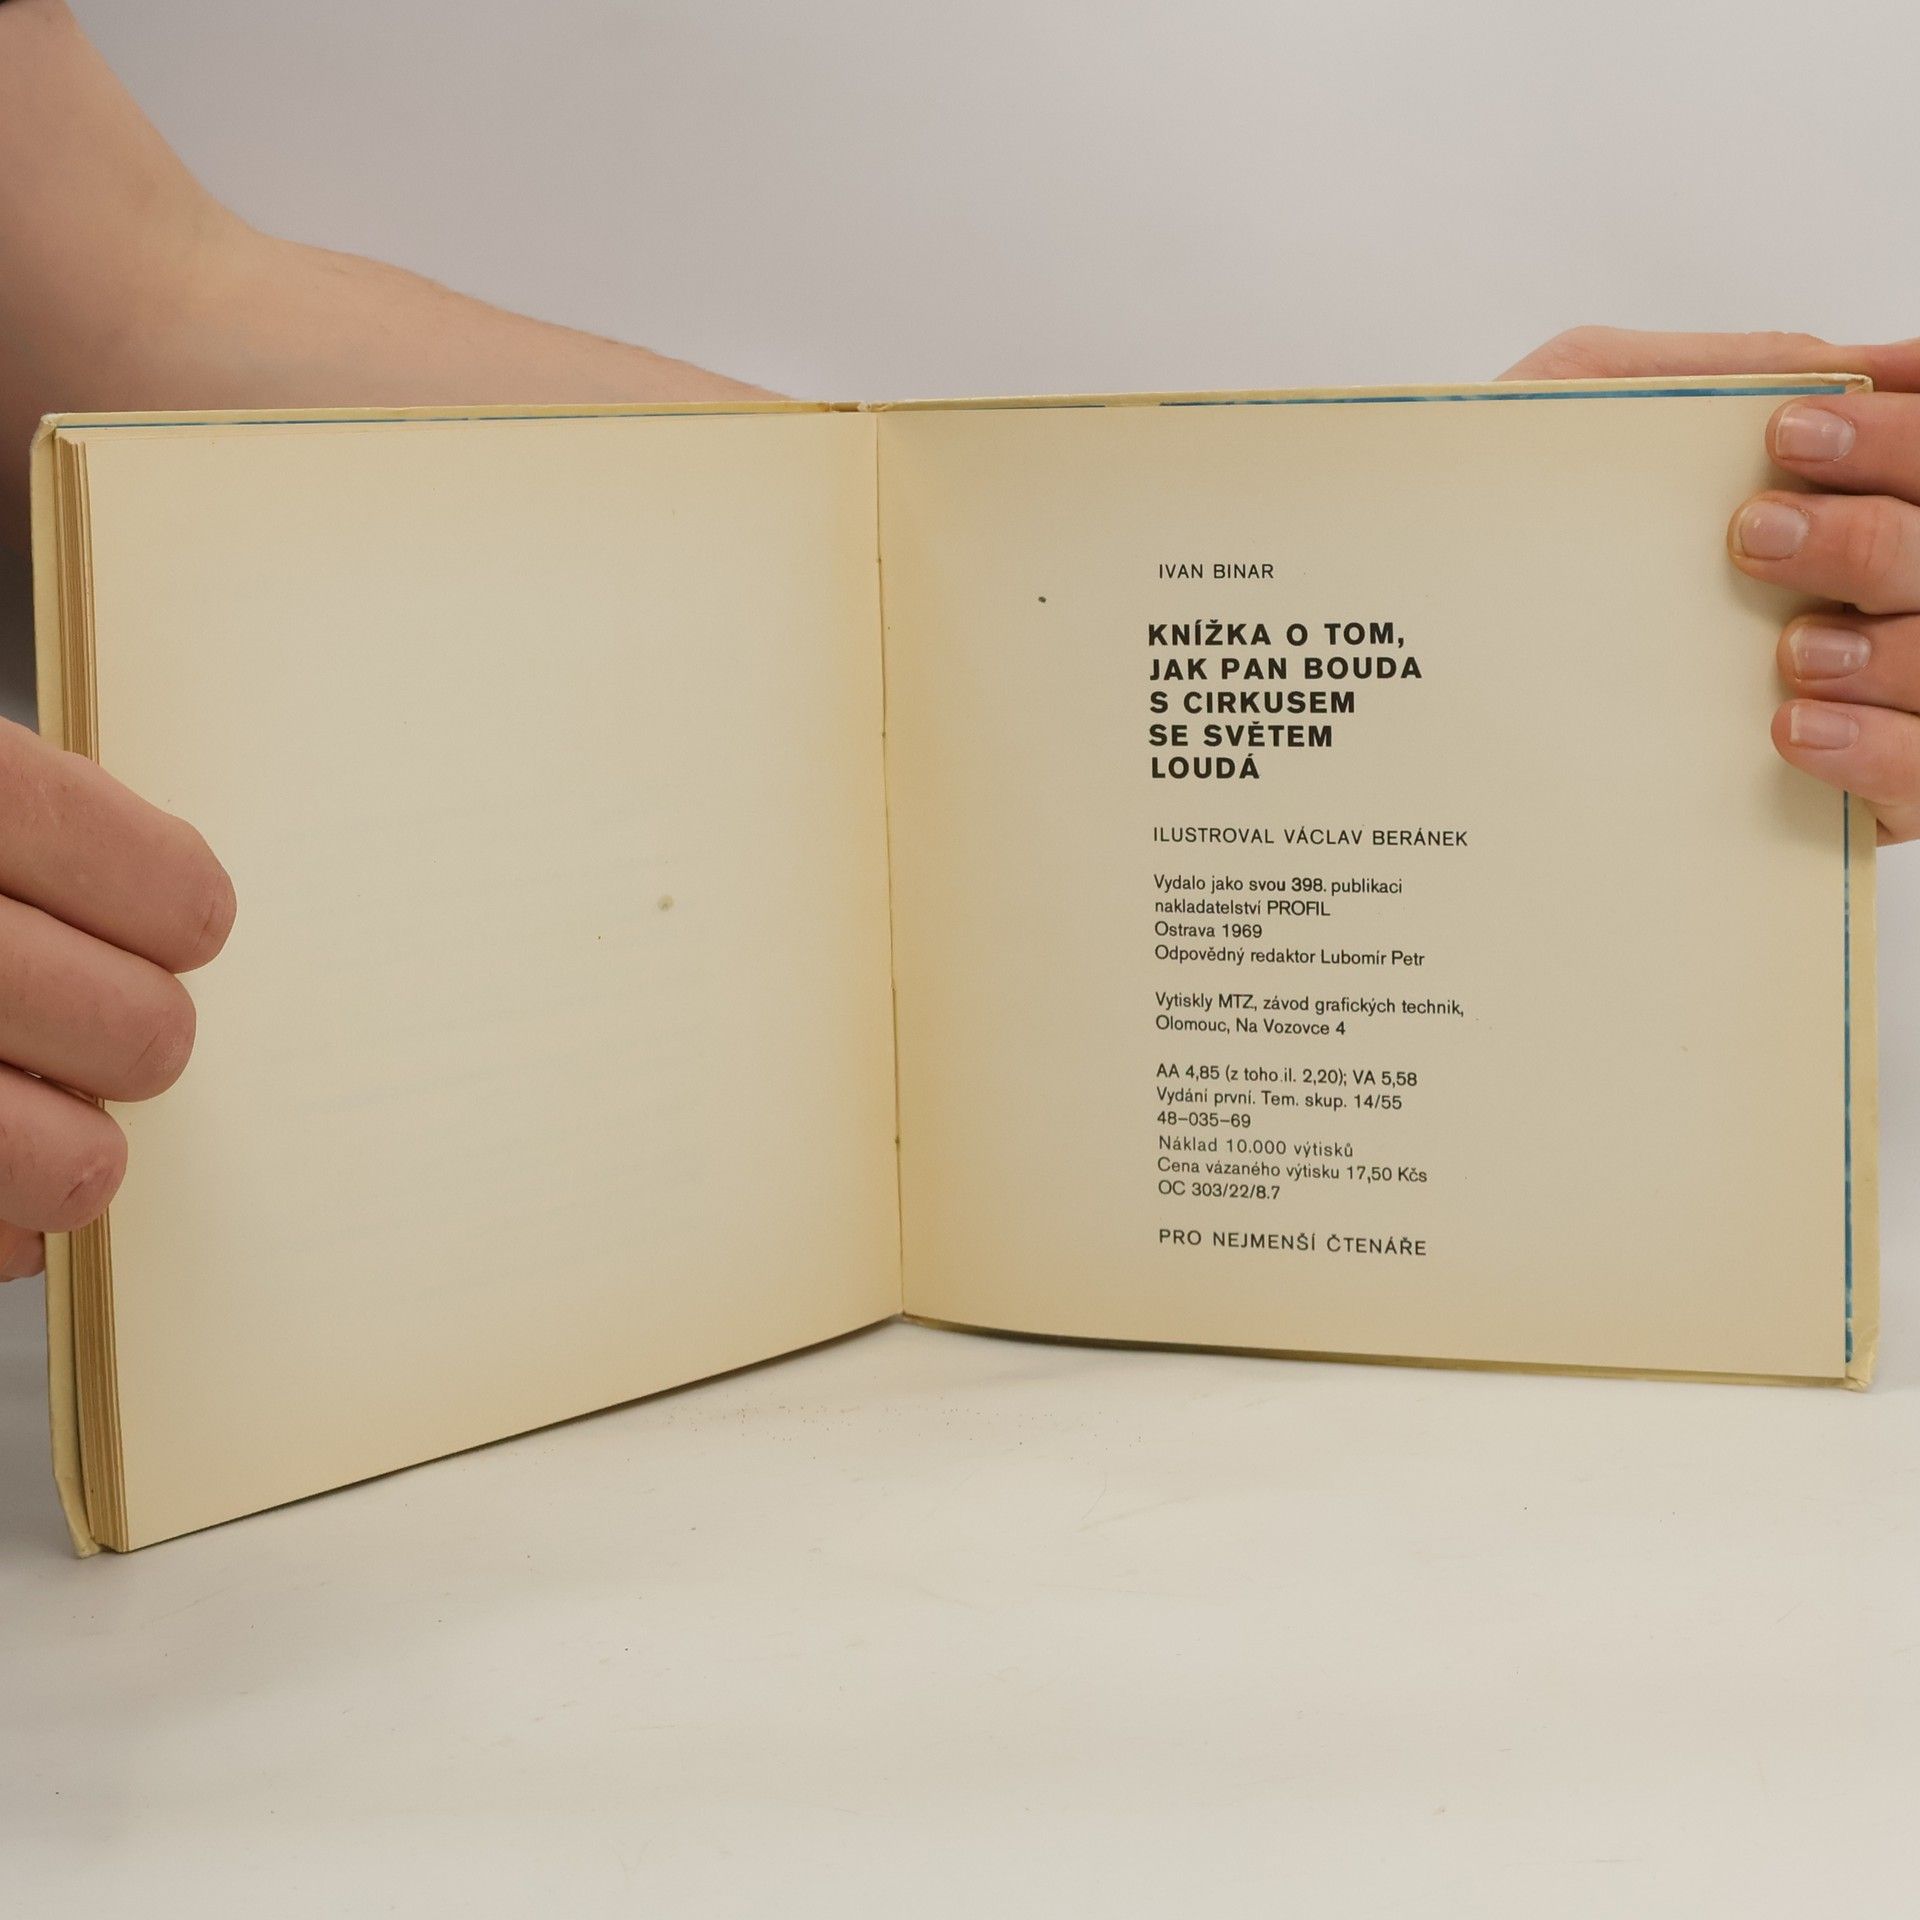 IVAN BINAR
KNÍŽKA O TOM,
JAK PAN BOUDA
S CIRKUSEM
SE SVĚTEM
LOUDÁ
ILUSTROVAL VÁCLAV BERÁNEK
Vydalo jako svou 398. publikaci
nakladatelství PROFIL
Ostrava 1969
Odpovědný redaktor Lubomír Petr
Vytiskly MTZ, závod grafických technik,
Olomouc, Na Vozovce 4
AA 4,85 (z toho il. 2,20); VA 5,58
Vydání první. Tem. skup. 14/55
48–035–69
Náklad 10.000 výtisků
Cena vázaného výtisku 17,50 Kčs
OC 303/22/8.7
PRO NEJMENŠÍ ČTENÁŘE